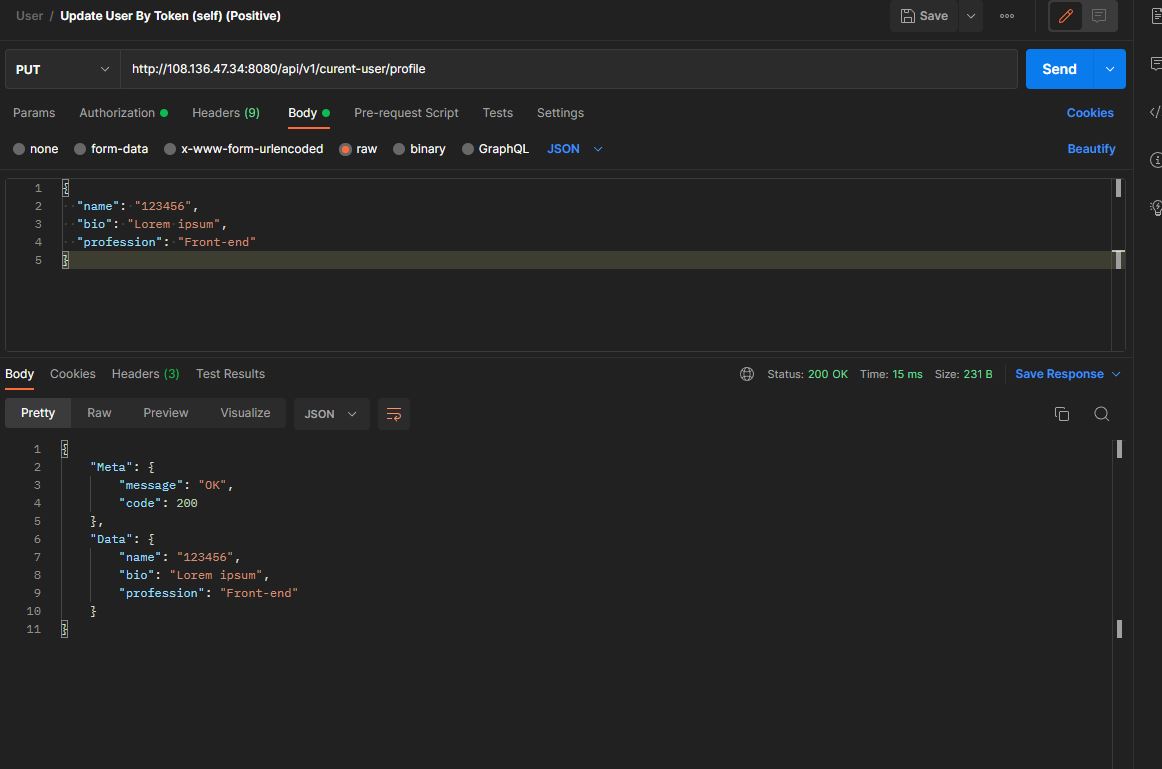 User / Update User By Token (self) (Positive)
Save
PUT http://108.136.47.34:8080/api/v1/curent-user/profile Send
Params Authorization Headers (9) Body Pre-request Script Tests Settings Cookies
none form-data x-www-form-urlencoded raw binary GraphQL JSON Beautify
1 {
2 "name": "123456",
3 "bio": "Lorem ipsum",
4 "profession": "Front-end"
5 }
Body Cookies Headers (3) Test Results Status: 200 OK Time: 15 ms Size: 231 B Save Response
Pretty Raw Preview Visualize JSON
1 {
2 "Meta": {
3 "message": "OK",
4 "code": 200
5 },
6 "Data": {
7 "name": "123456",
8 "bio": "Lorem ipsum",
9 "profession": "Front-end"
10 }
11 }